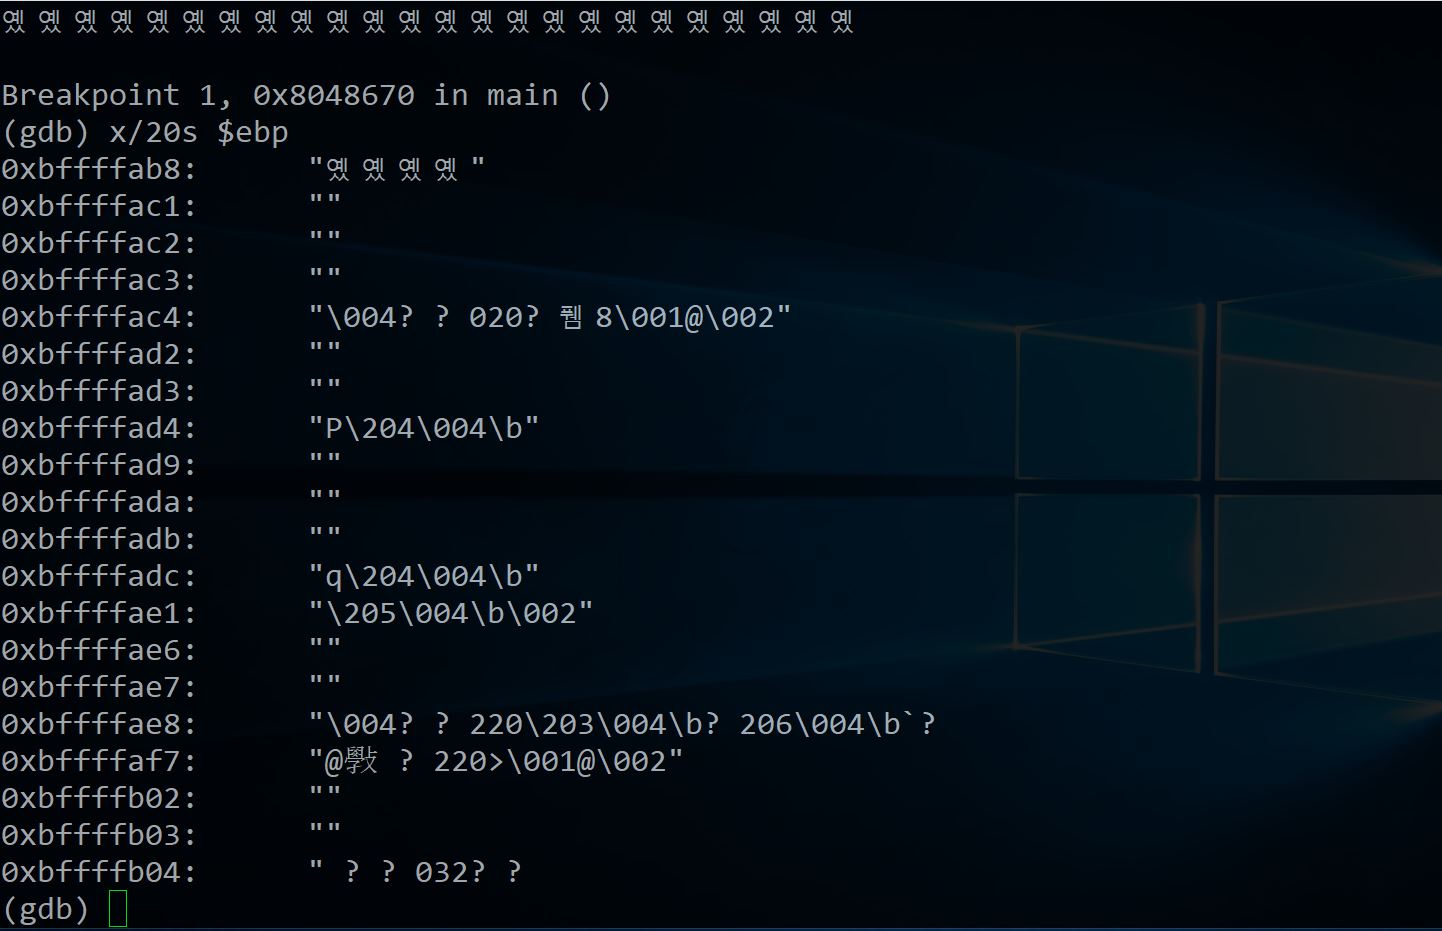 옜 옜 옜 옜 옜 옜 옜 옜 옜 옜 옜 옜 옜 옜 옜 옜 옜 옜 옜 옜 옜 옜 옜 옜
Breakpoint 1, 0x8048670 in main ()
(gdb) x/20s $ebp
0xbffffab8: "옜 옜 옜 옜 "
0xbffffac1: ""
0xbffffac2: ""
0xbffffac3: ""
0xbffffac4: "\004? ? 020? 퓀 8\001@\002"
0xbffffad2: ""
0xbffffad3: ""
0xbffffad4: "P\204\004\b"
0xbffffad9: ""
0xbffffada: ""
0xbffffadb: ""
0xbffffadc: "q\204\004\b"
0xbffffae1: "\205\004\b\002"
0xbffffae6: ""
0xbffffae7: ""
0xbffffae8: "\004? ? 220\203\004\b? 206\004\b`?
0xbffffaf7: "@斅 ? 220>\001@\002"
0xbffffb02: ""
0xbffffb03: ""
0xbffffb04: " ? ? 032? ?
(gdb)